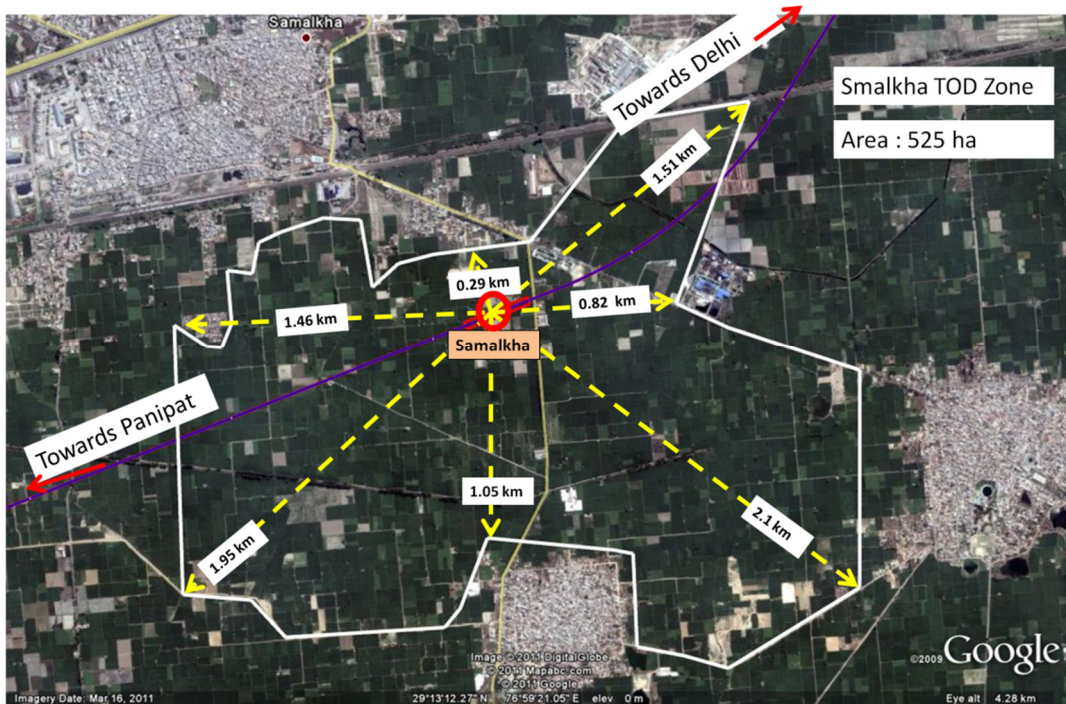 Samalkha
Towards Delhi
Smalkha TOD Zone
Area : 525 ha
1.51 km
0.29 km
0.82 km
1.46 km
Samalkha
Towards Panipat
1.05 km
2.1 km
1.95 km
Image © 2011 DigitalGlobe
© 2011 Mapabc.com
© 2011 Google
©2009 Google
Imagery Date: Mar 16, 2011 29°13'12.27" N 76°59'21.05" E elev 0 m Eye alt 4.28 km